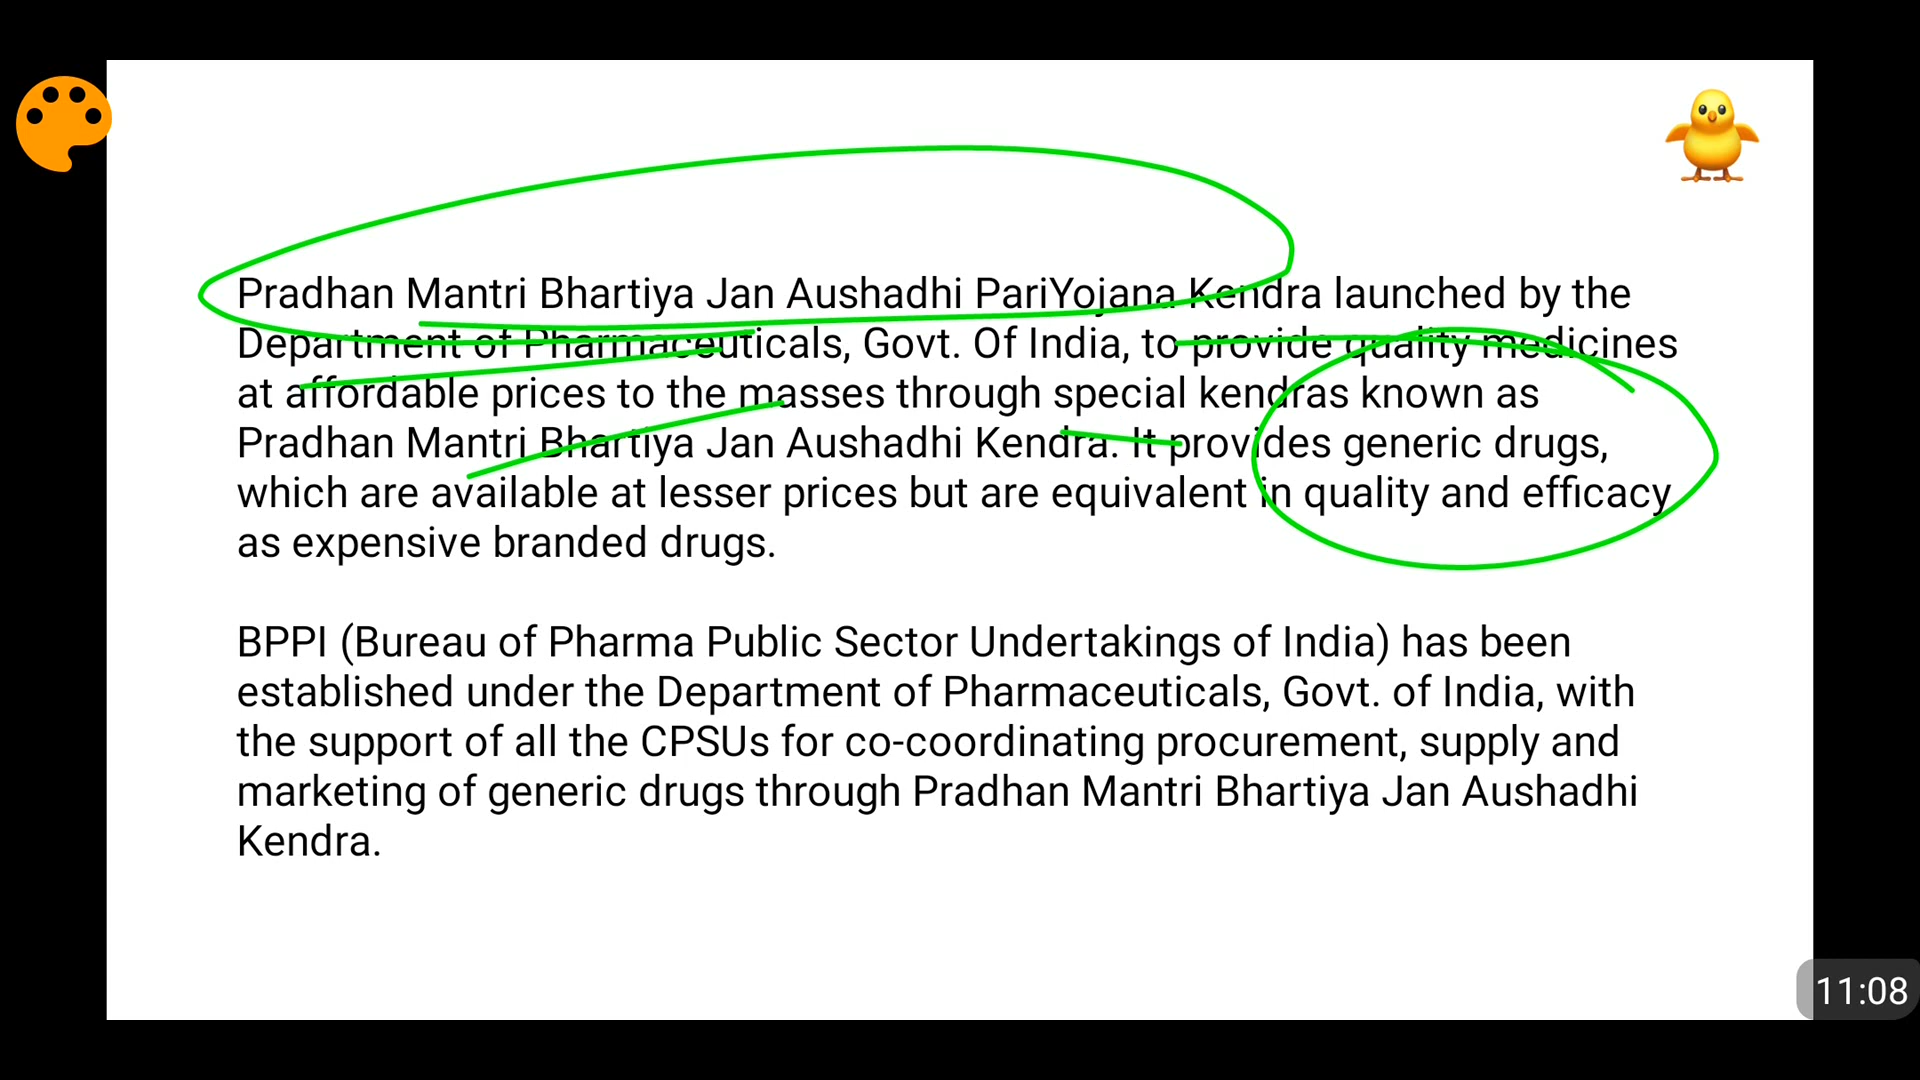 Pradhan Mantri Bhartiya Jan Aushadhi PariYojana Kendra launched by the
Department of Pharmaceuticals, Govt. Of India, to provide quality medicines
at affordable prices to the masses through special kendras known as
Pradhan Mantri Bhartiya Jan Aushadhi Kendra. It provides generic drugs,
which are available at lesser prices but are equivalent in quality and efficacy
as expensive branded drugs.
BPPI (Bureau of Pharma Public Sector Undertakings of India) has been
established under the Department of Pharmaceuticals, Govt. of India, with
the support of all the CPSUs for co-coordinating procurement, supply and
marketing of generic drugs through Pradhan Mantri Bhartiya Jan Aushadhi
Kendra.
11:08